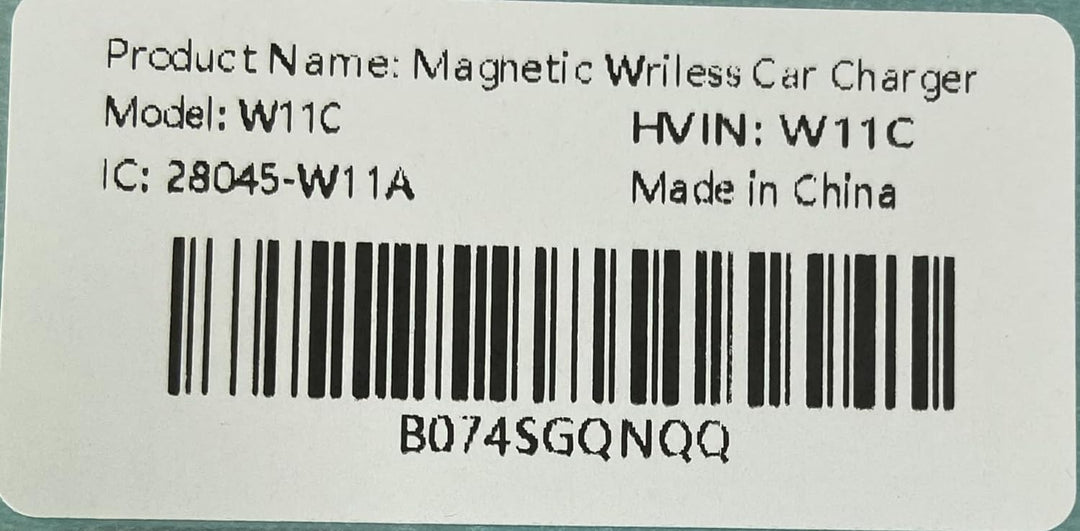 Product Name: Magnetic Wriless Car Charger
Model: W11C
HVIN: W11C
IC: 28045-W11A
Made in China
B074SGQNQQ